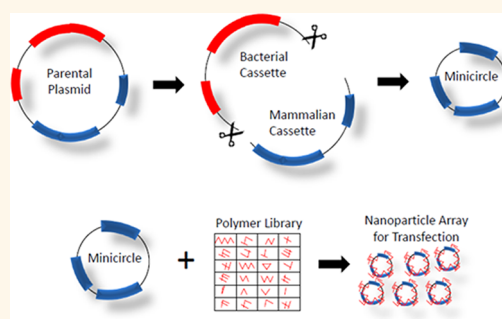 Parental
Plasmid
Bacterial
Cassette
Mammalian
Cassette
Minicircle
Minicircle
+
Polymer Library
Nanoparticle Array
for Transfection